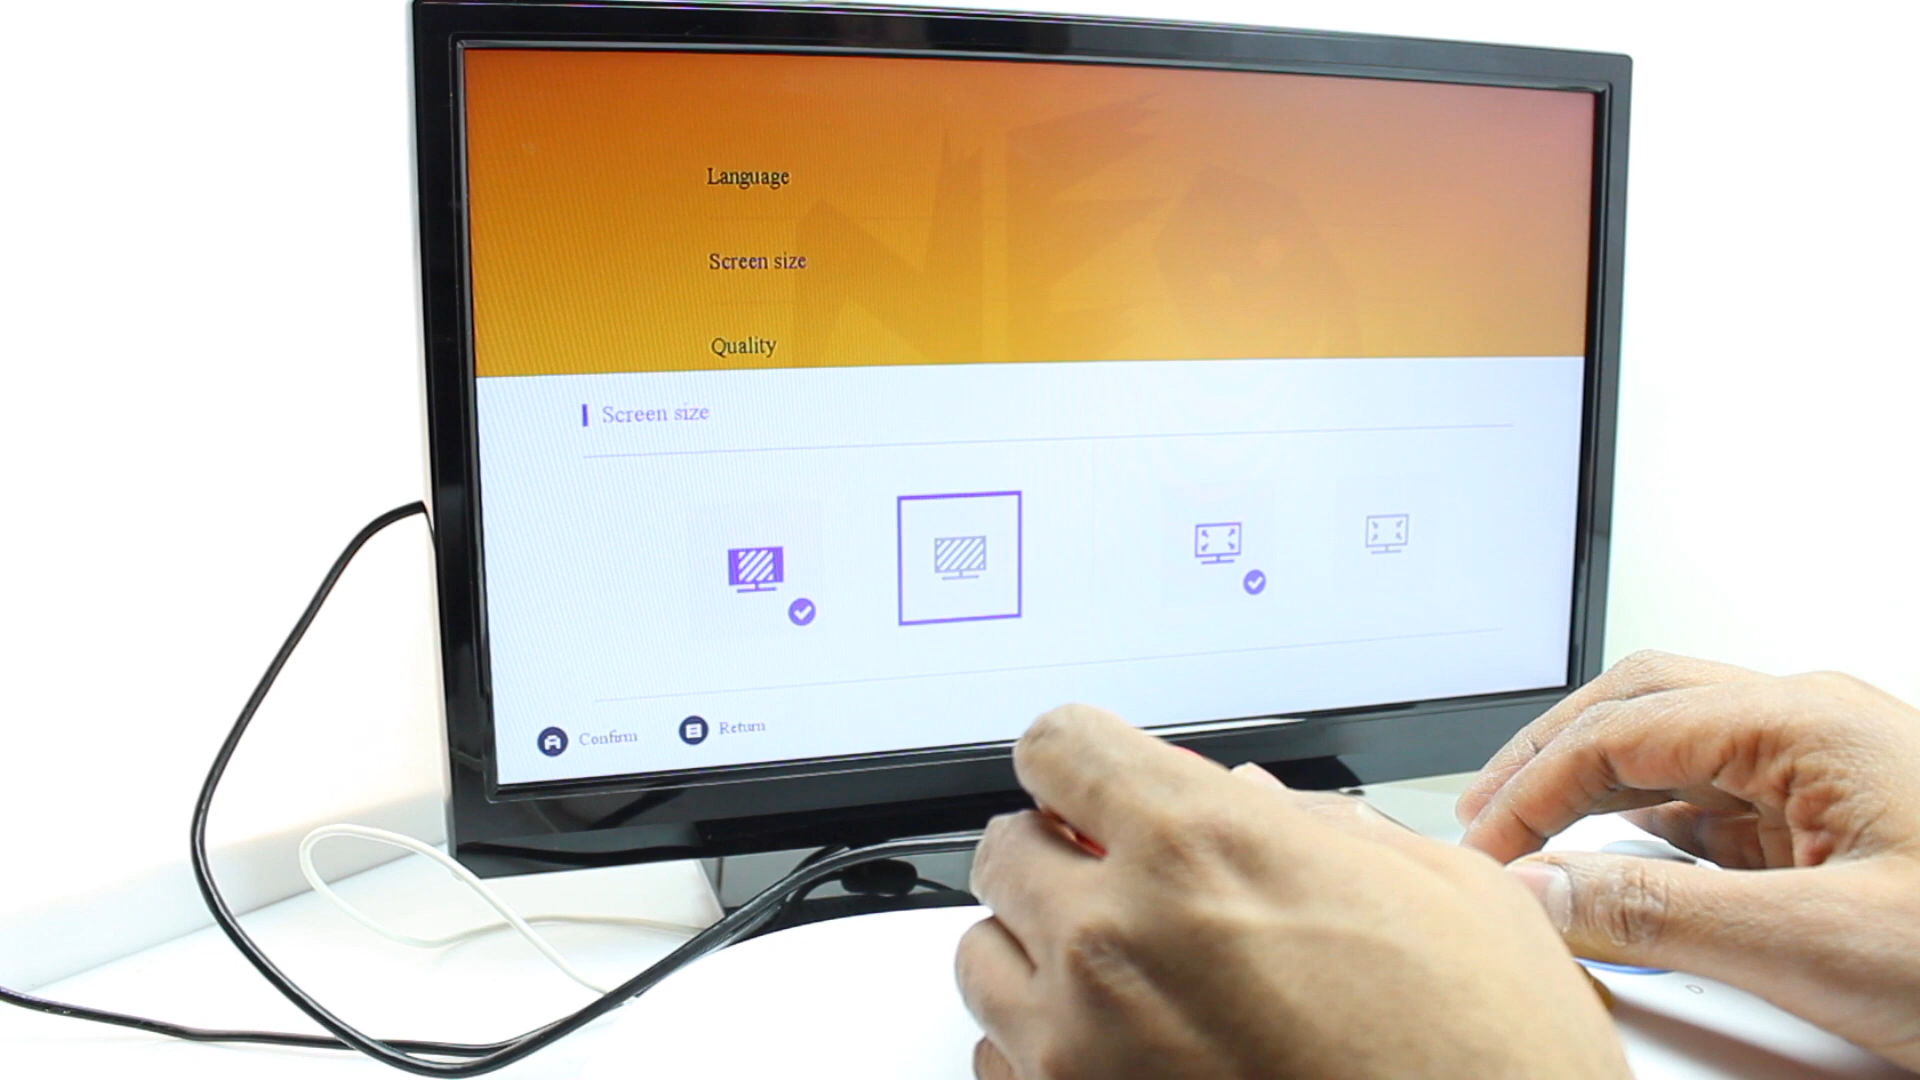 Language
Screen size
Quality
Screen size
A Confirm
Return